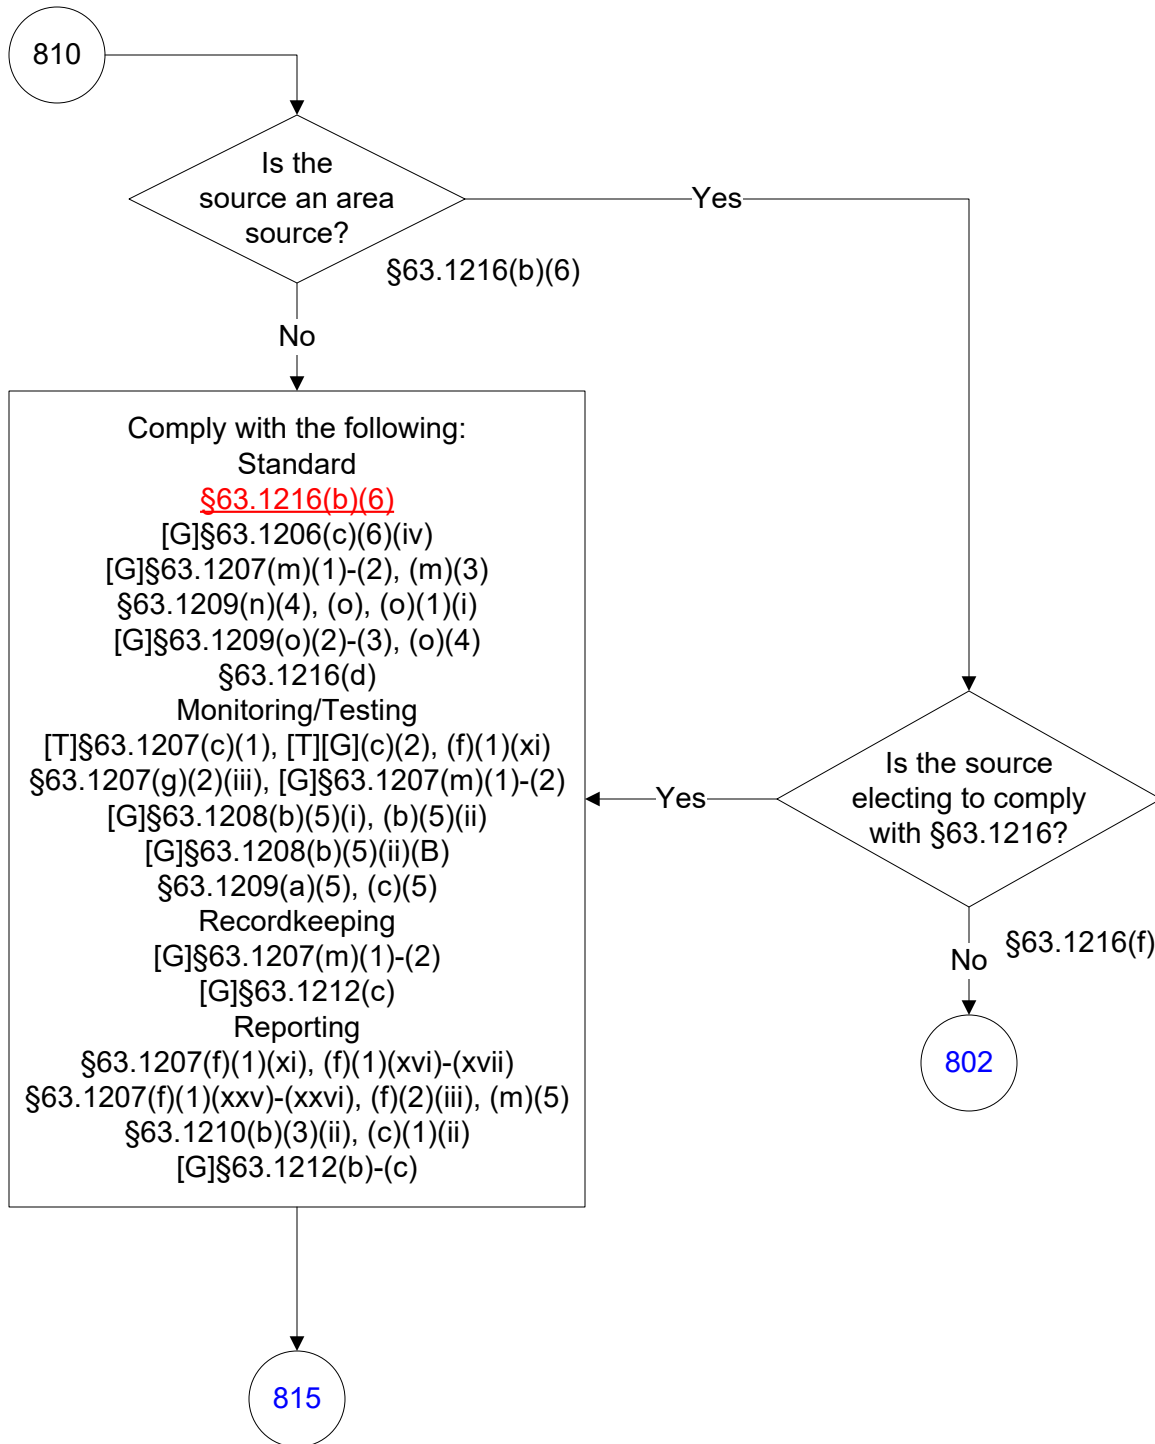 810
Is the
source an area
source?
Yes
§63.1216(b)(6)
No
Comply with the following:
Standard
§63.1216(b)(6)
[G]§63.1206(c)(6)(iv)
[G]§63.1207(m)(1)-(2), (m)(3)
§63.1209(n)(4), (o), (o)(1)(i)
[G]§63.1209(o)(2)-(3), (o)(4)
§63.1216(d)
Monitoring/Testing
[T]§63.1207(c)(1), [T][G](c)(2), (f)(1)(xi)
§63.1207(g)(2)(iii), [G]§63.1207(m)(1)-(2)
[G]§63.1208(b)(5)(i), (b)(5)(ii)
[G]§63.1208(b)(5)(ii)(B)
§63.1209(a)(5), (c)(5)
Recordkeeping
[G]§63.1207(m)(1)-(2)
[G]§63.1212(c)
Reporting
§63.1207(f)(1)(xi), (f)(1)(xvi)-(xvii)
§63.1207(f)(1)(xxv)-(xxvi), (f)(2)(iii), (m)(5)
§63.1210(b)(3)(ii), (c)(1)(ii)
[G]§63.1212(b)-(c)
Yes
Is the source
electing to comply
with §63.1216?
§63.1216(f)
No
802
815